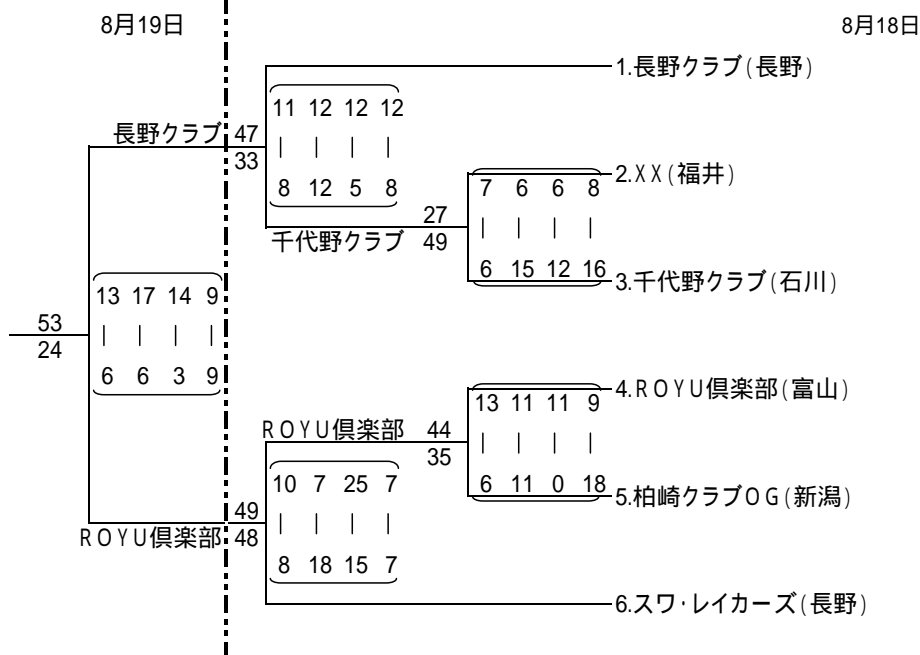 8月19日 8月18日
1.長野クラブ(長野)
11 12 12 12
長野クラブ 47
| | | |
33
2.XX(福井)
8 12 5 8
7 6 6 8
27
千代野クラブ 49
| | | |
6 15 12 16
3.千代野クラブ(石川)
13 17 14 9
53
| | | |
24
6 6 3 9
4.ROYU倶楽部(富山)
13 11 11 9
ROYU倶楽部 44
| | | |
35
10 7 25 7
6 11 0 18
5.柏崎クラブOG(新潟)
49
| | | |
ROYU倶楽部 48
8 18 15 7
6.スワ・レイカーズ(長野)